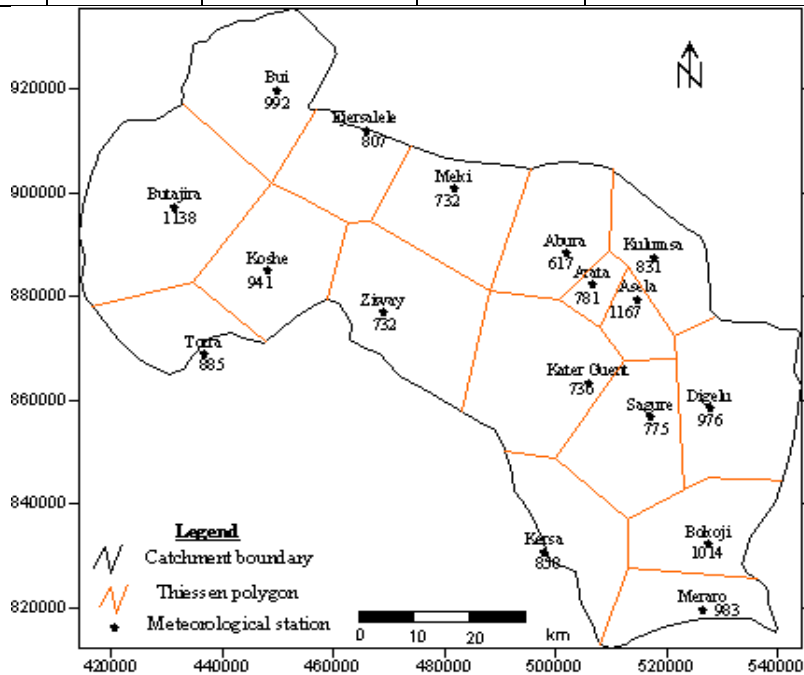 920000
900000
880000
860000
840000
820000
Bui
992
Ejersalele
807
Meki
732
Butajira
1138
Koshe
941
Abura
617
Kulumsa
831
Arata
781
Asela
1167
Ziway
732
Tora
885
Kater Guent
736
Sagure
775
Digelu
976
Kersa
858
Bokoji
1014
Meraro
983
N
Legend
Catchment boundary
Thiessen polygon
Meteorological station
0 10 20 km
420000 440000 460000 480000 500000 520000 540000